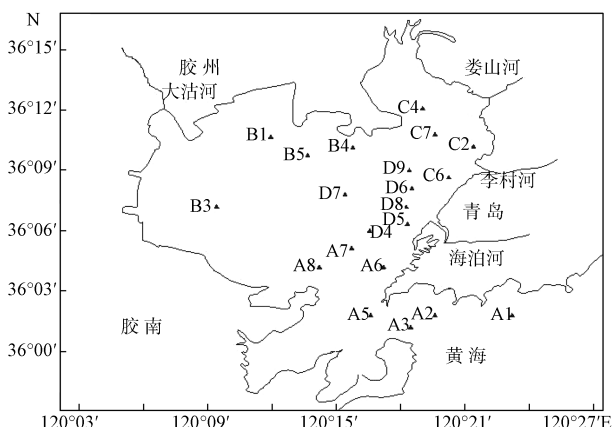 N
36°15′
胶州
娄山河
大沽河
36°12′
C4
B1
B4
C7
C2
B5
36°09′
D9
C6
李村河
D6
D7
B3
D8
青岛
D5
36°06′
D4
A7
海泊河
A8
A6
36°03′
A5
A2
A1
A3
胶南
黄海
36°00′
120°03′
120°09′
120°15′
120°21′
120°27′E